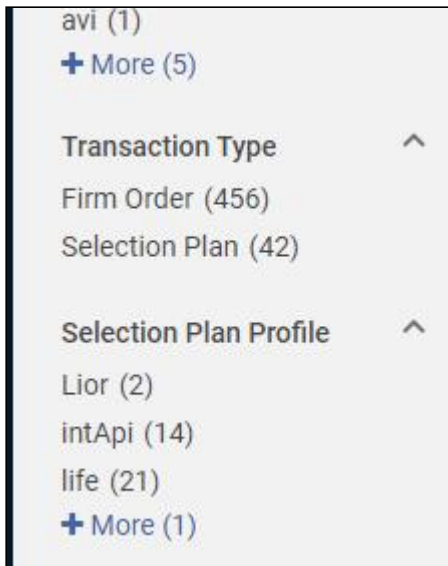 avi (1)
+ More (5)
Transaction Type
Firm Order (456)
Selection Plan (42)
Selection Plan Profile
Lior (2)
intApi (14)
life (21)
+ More (1)